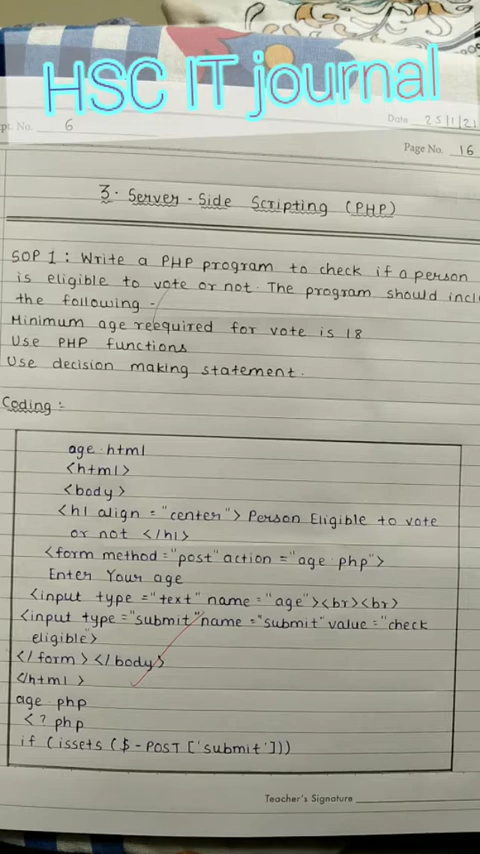 HSC IT journal
pt. No. 6
Date 25/1/21
Page No. 16
3. Server-Side Scripting (PHP)
SOP 1: Write a PHP program to check if a person
is eligible to vote or not. The program should incl
the following -
Minimum age reequired for vote is 18
Use PHP functions
Use decision making statement.
Coding :-
age.html
<html>
<body>
<h1 align = "center"> Person Eligible to vote
or not </h1>
<form method="post" action = "age.php">
Enter Your age
<input type ="text" name = "age"><br><br>
<input type ="submit" name ="submit" value = "check
eligible">
</form > </body>
</html >
age.php
<? php
if (issets ($-POST ['submit']))
Teacher's Signature